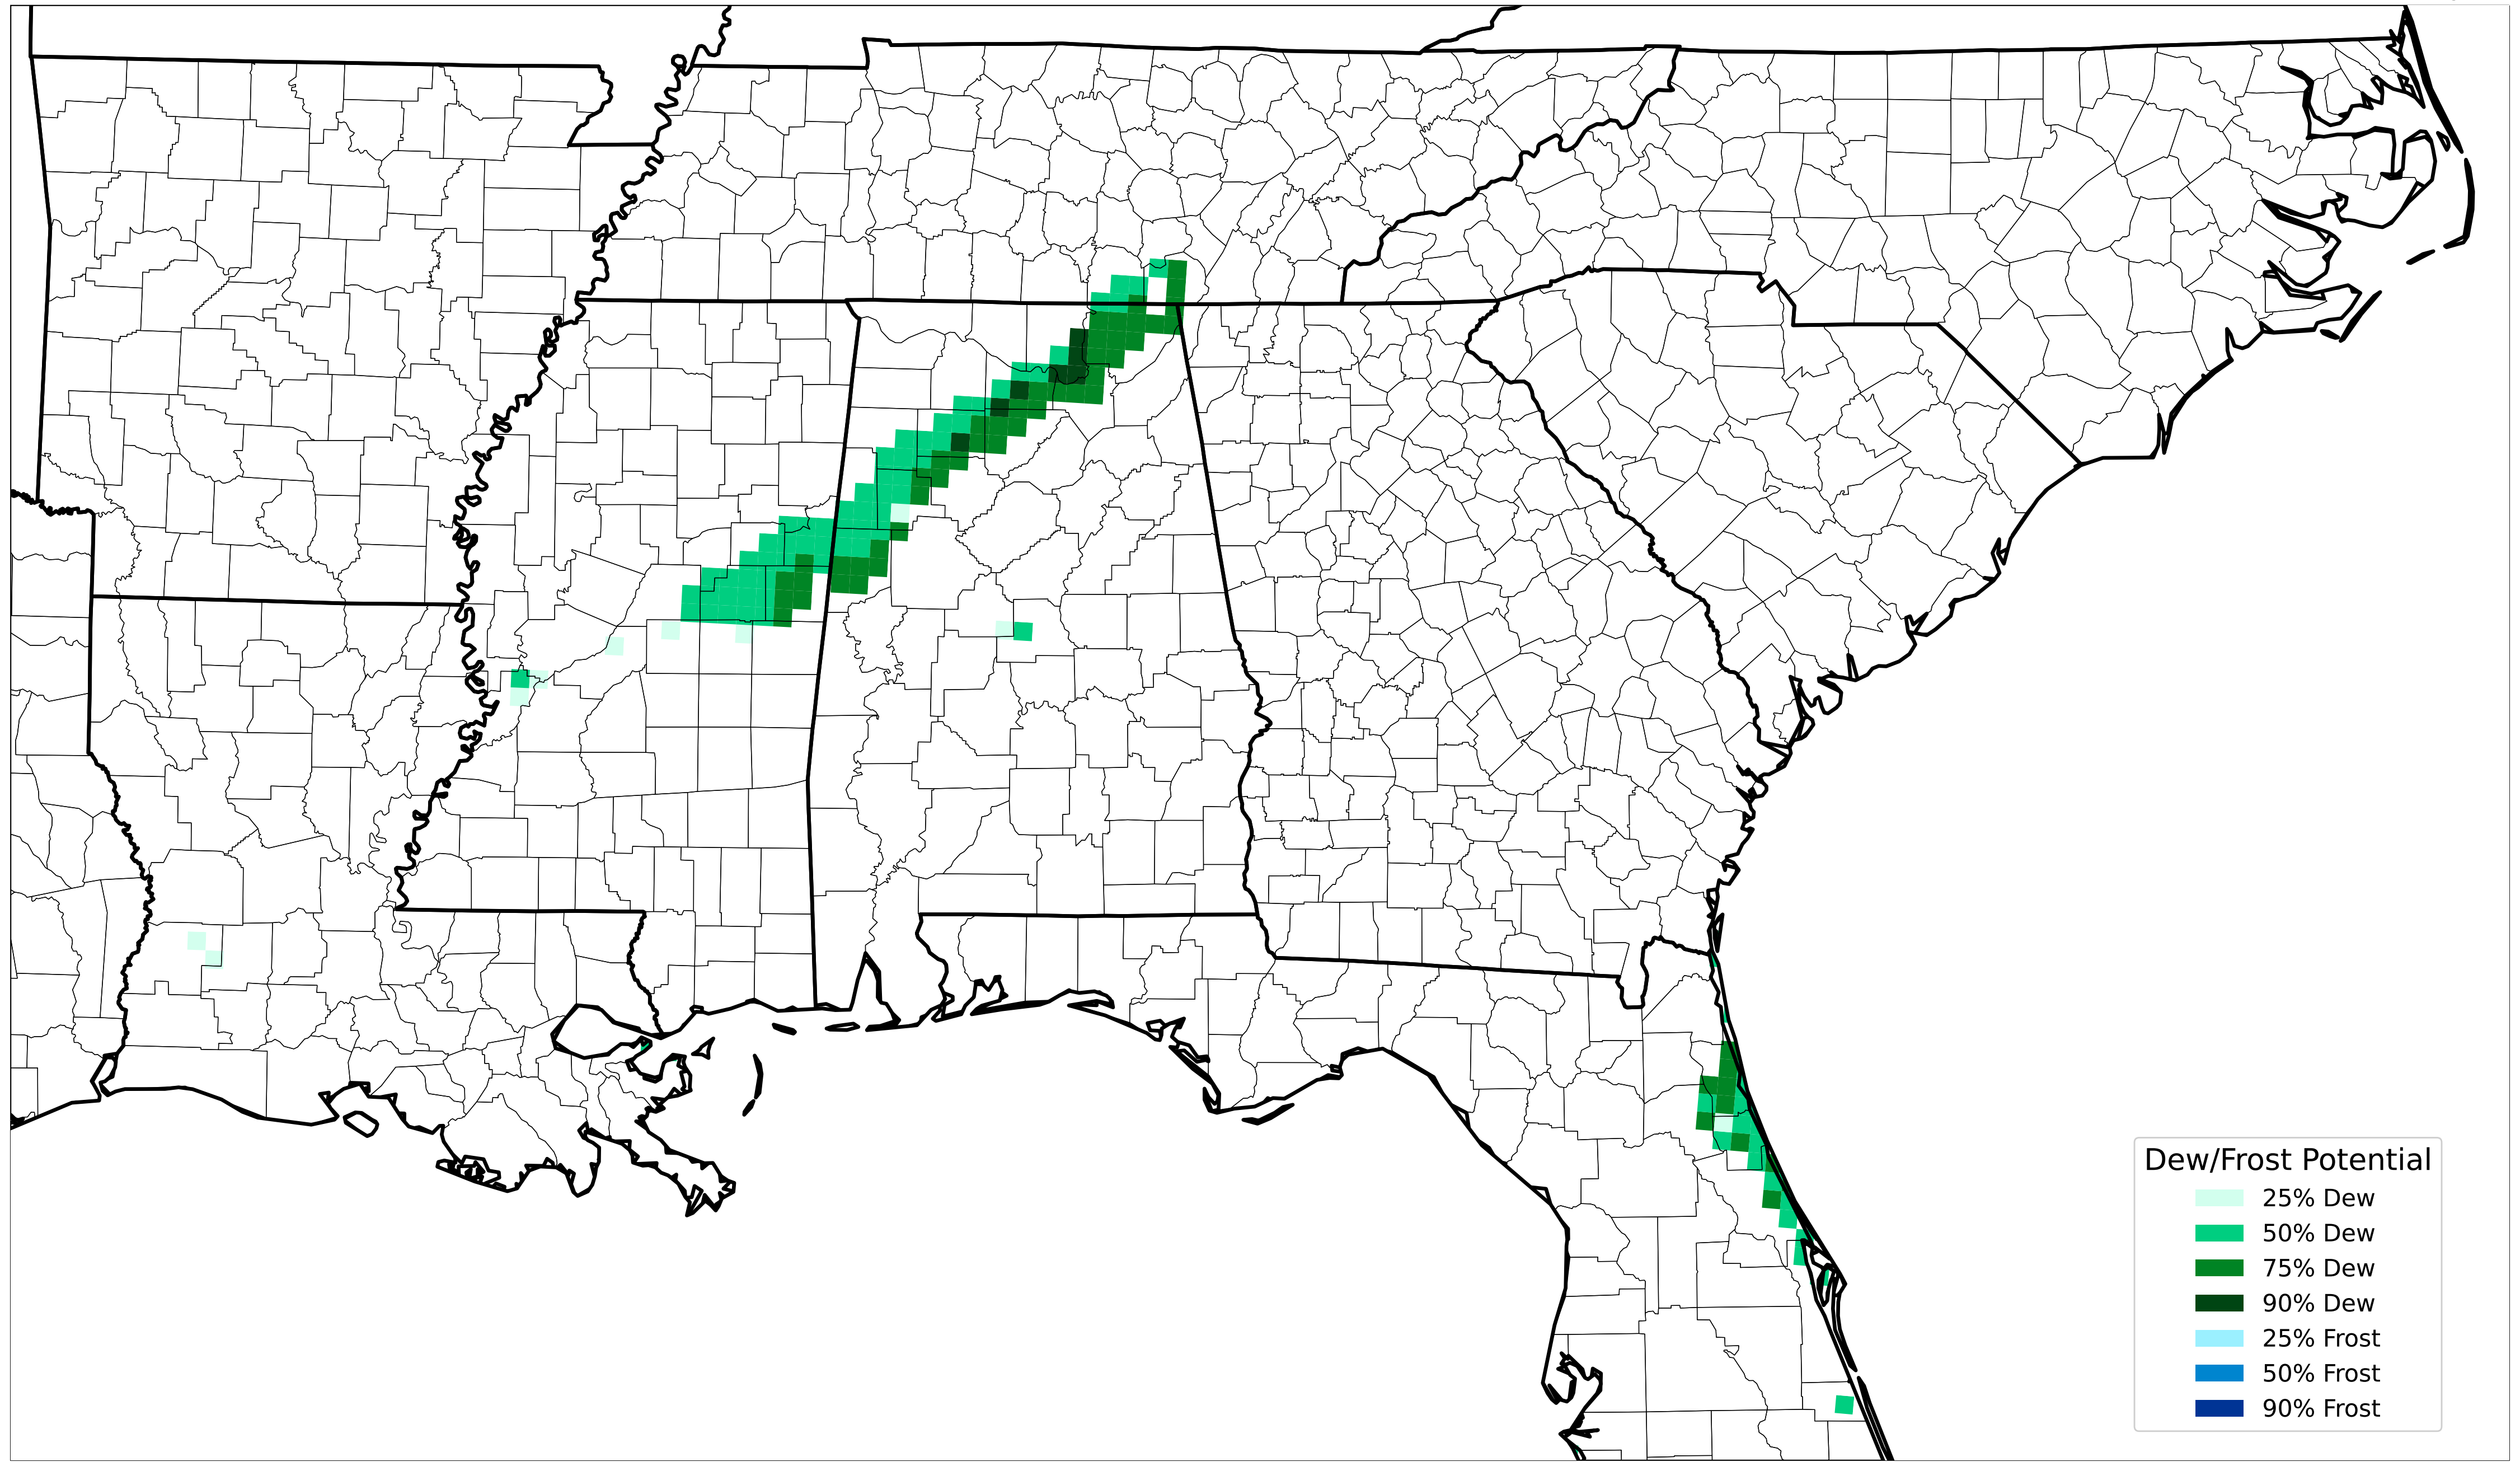 Dew/Frost Potential
25% Dew
50% Dew
75% Dew
90% Dew
25% Frost
50% Frost
90% Frost